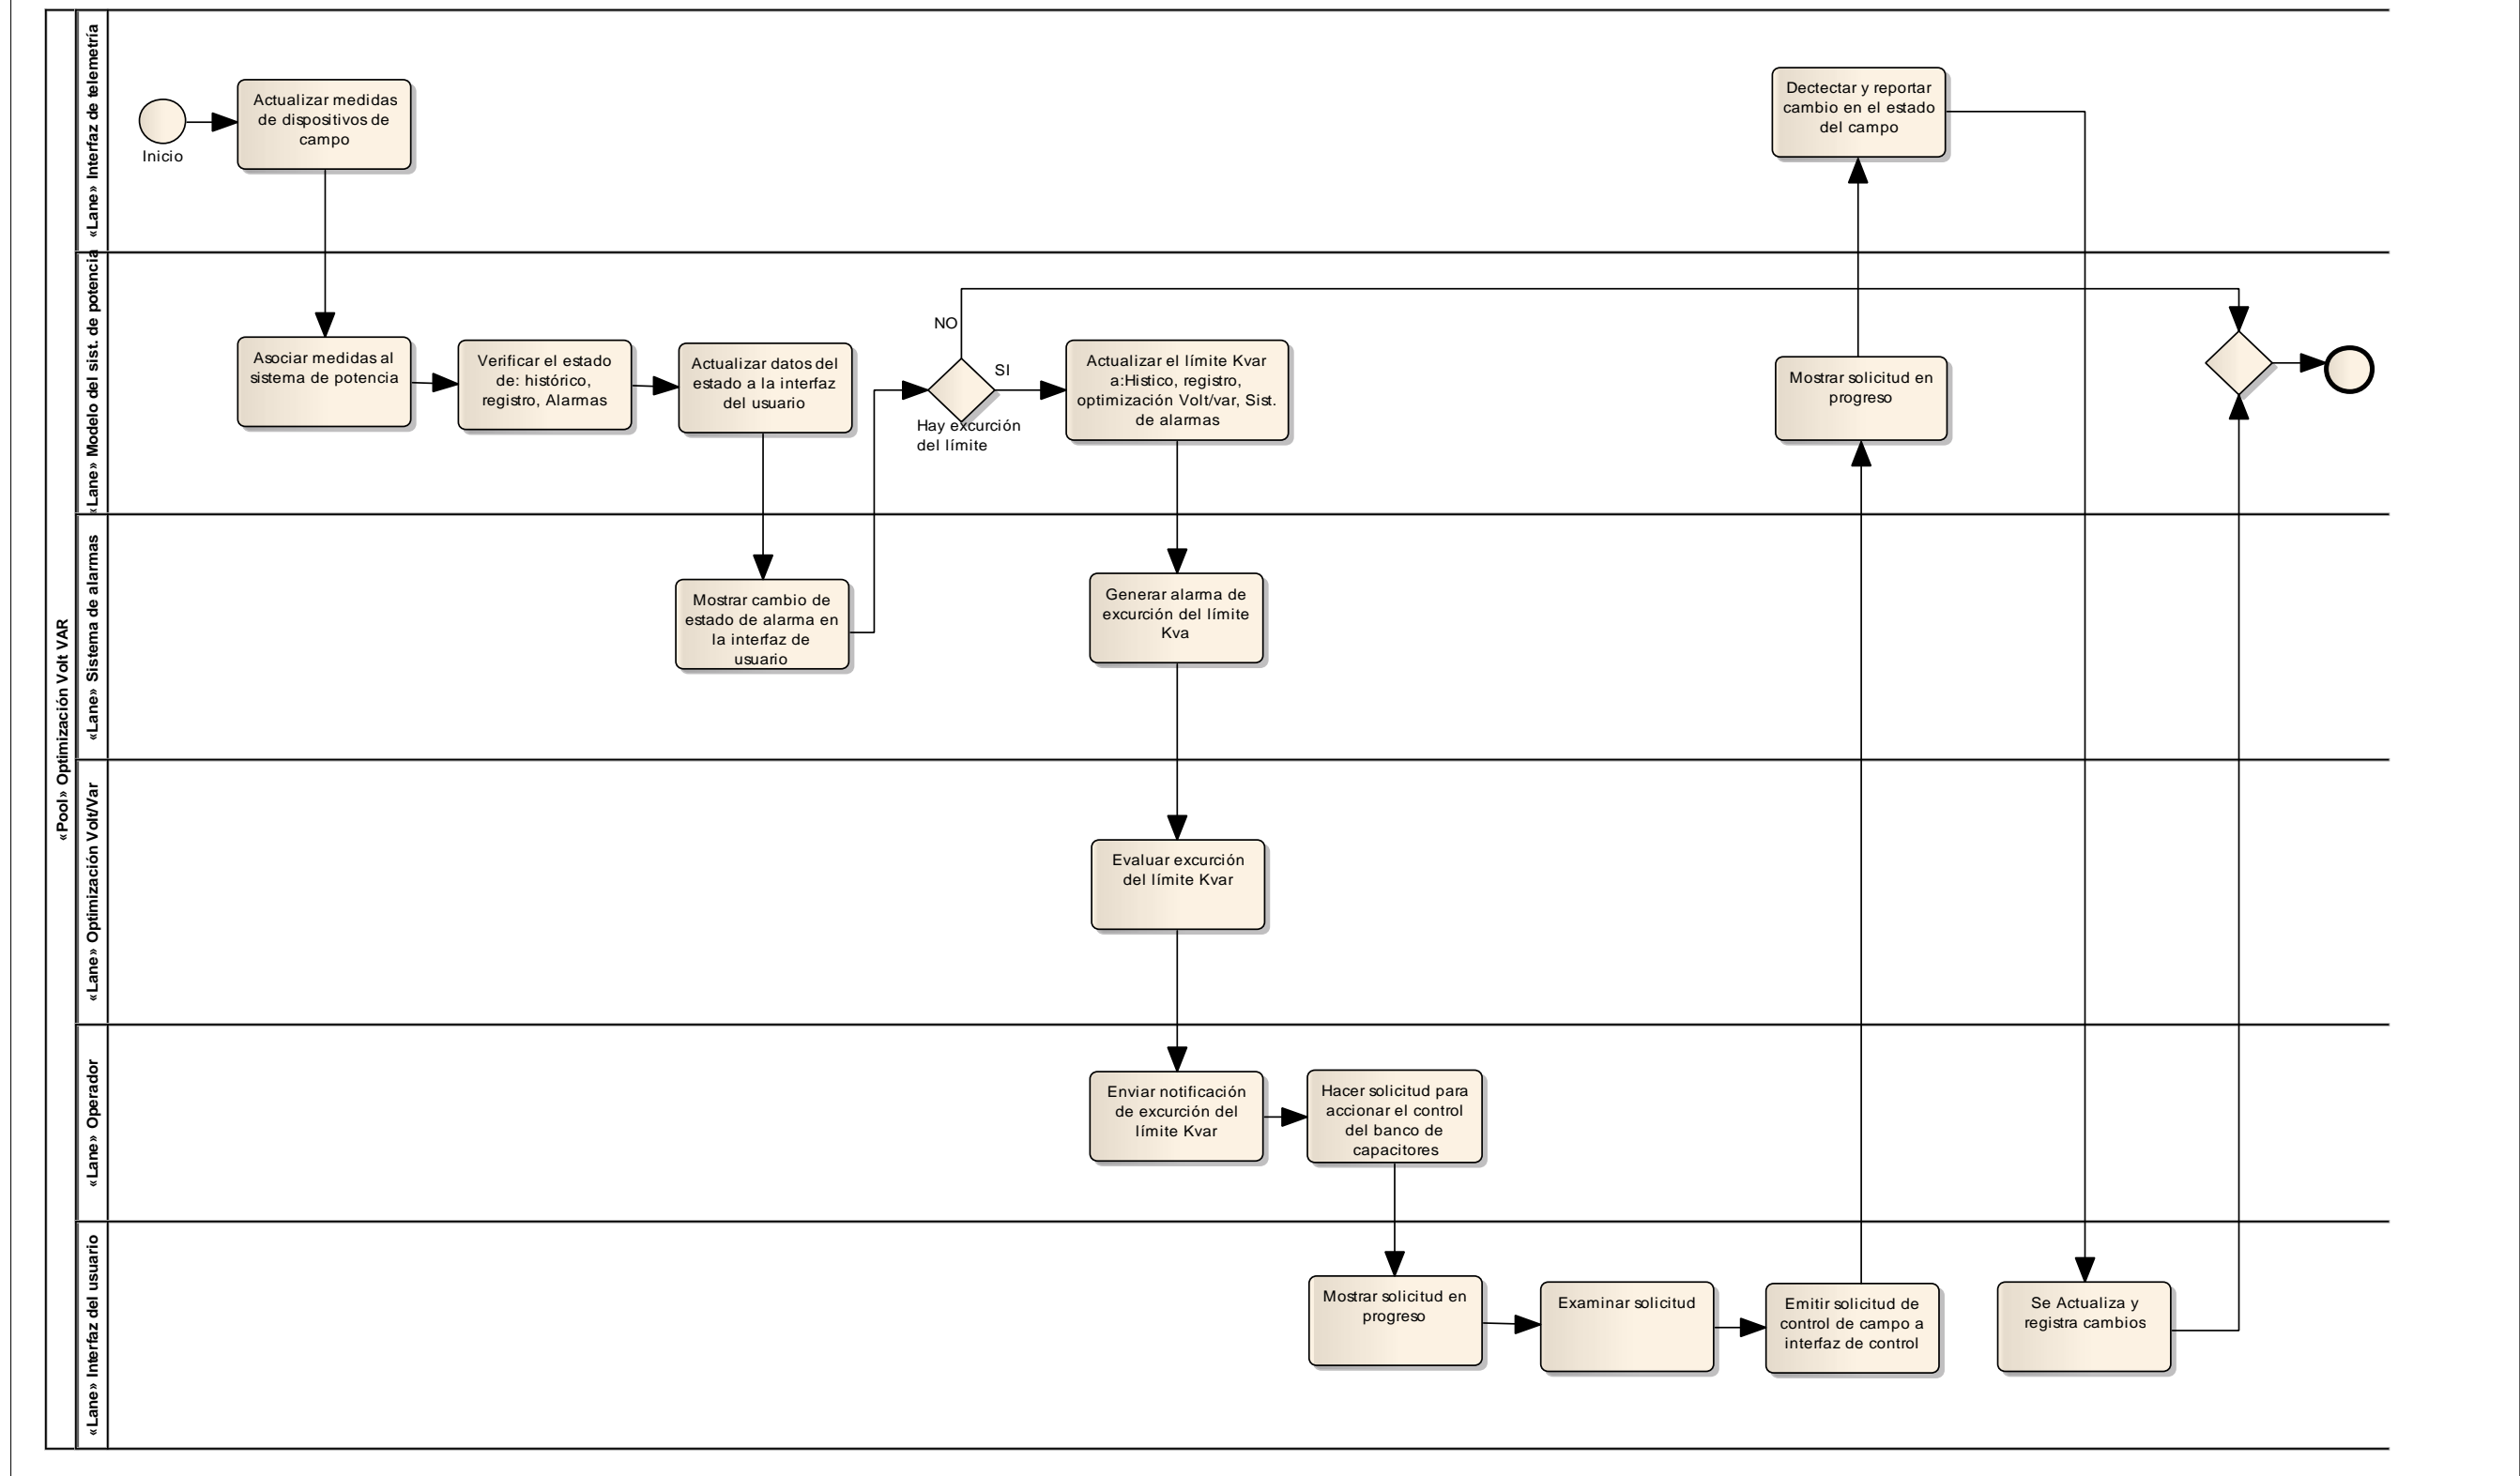 «Pool» Optimización Volt VAR
«Lane» Interfaz de telemetría
Inicio
Actualizar medidas
de dispositivos de
campo
Dectectar y reportar
cambio en el estado
del campo
«Lane» Modelo del sist. de potencia
Asociar medidas al
sistema de potencia
Verificar el estado
de: histórico,
registro, Alarmas
Actualizar datos del
estado a la interfaz
del usuario
NO
SI
Hay excurción
del límite
Actualizar el límite Kvar
a:Histico, registro,
optimización Volt/var, Sist.
de alarmas
Mostrar solicitud en
progreso
«Lane» Sistema de alarmas
Mostrar cambio de
estado de alarma en
la interfaz de
usuario
Generar alarma de
excurción del límite
Kva
«Lane» Optimización Volt/Var
Evaluar excurción
del límite Kvar
«Lane» Operador
Enviar notificación
de excurción del
límite Kvar
Hacer solicitud para
accionar el control
del banco de
capacitores
«Lane» Interfaz del usuario
Mostrar solicitud en
progreso
Examinar solicitud
Emitir solicitud de
control de campo a
interfaz de control
Se Actualiza y
registra cambios